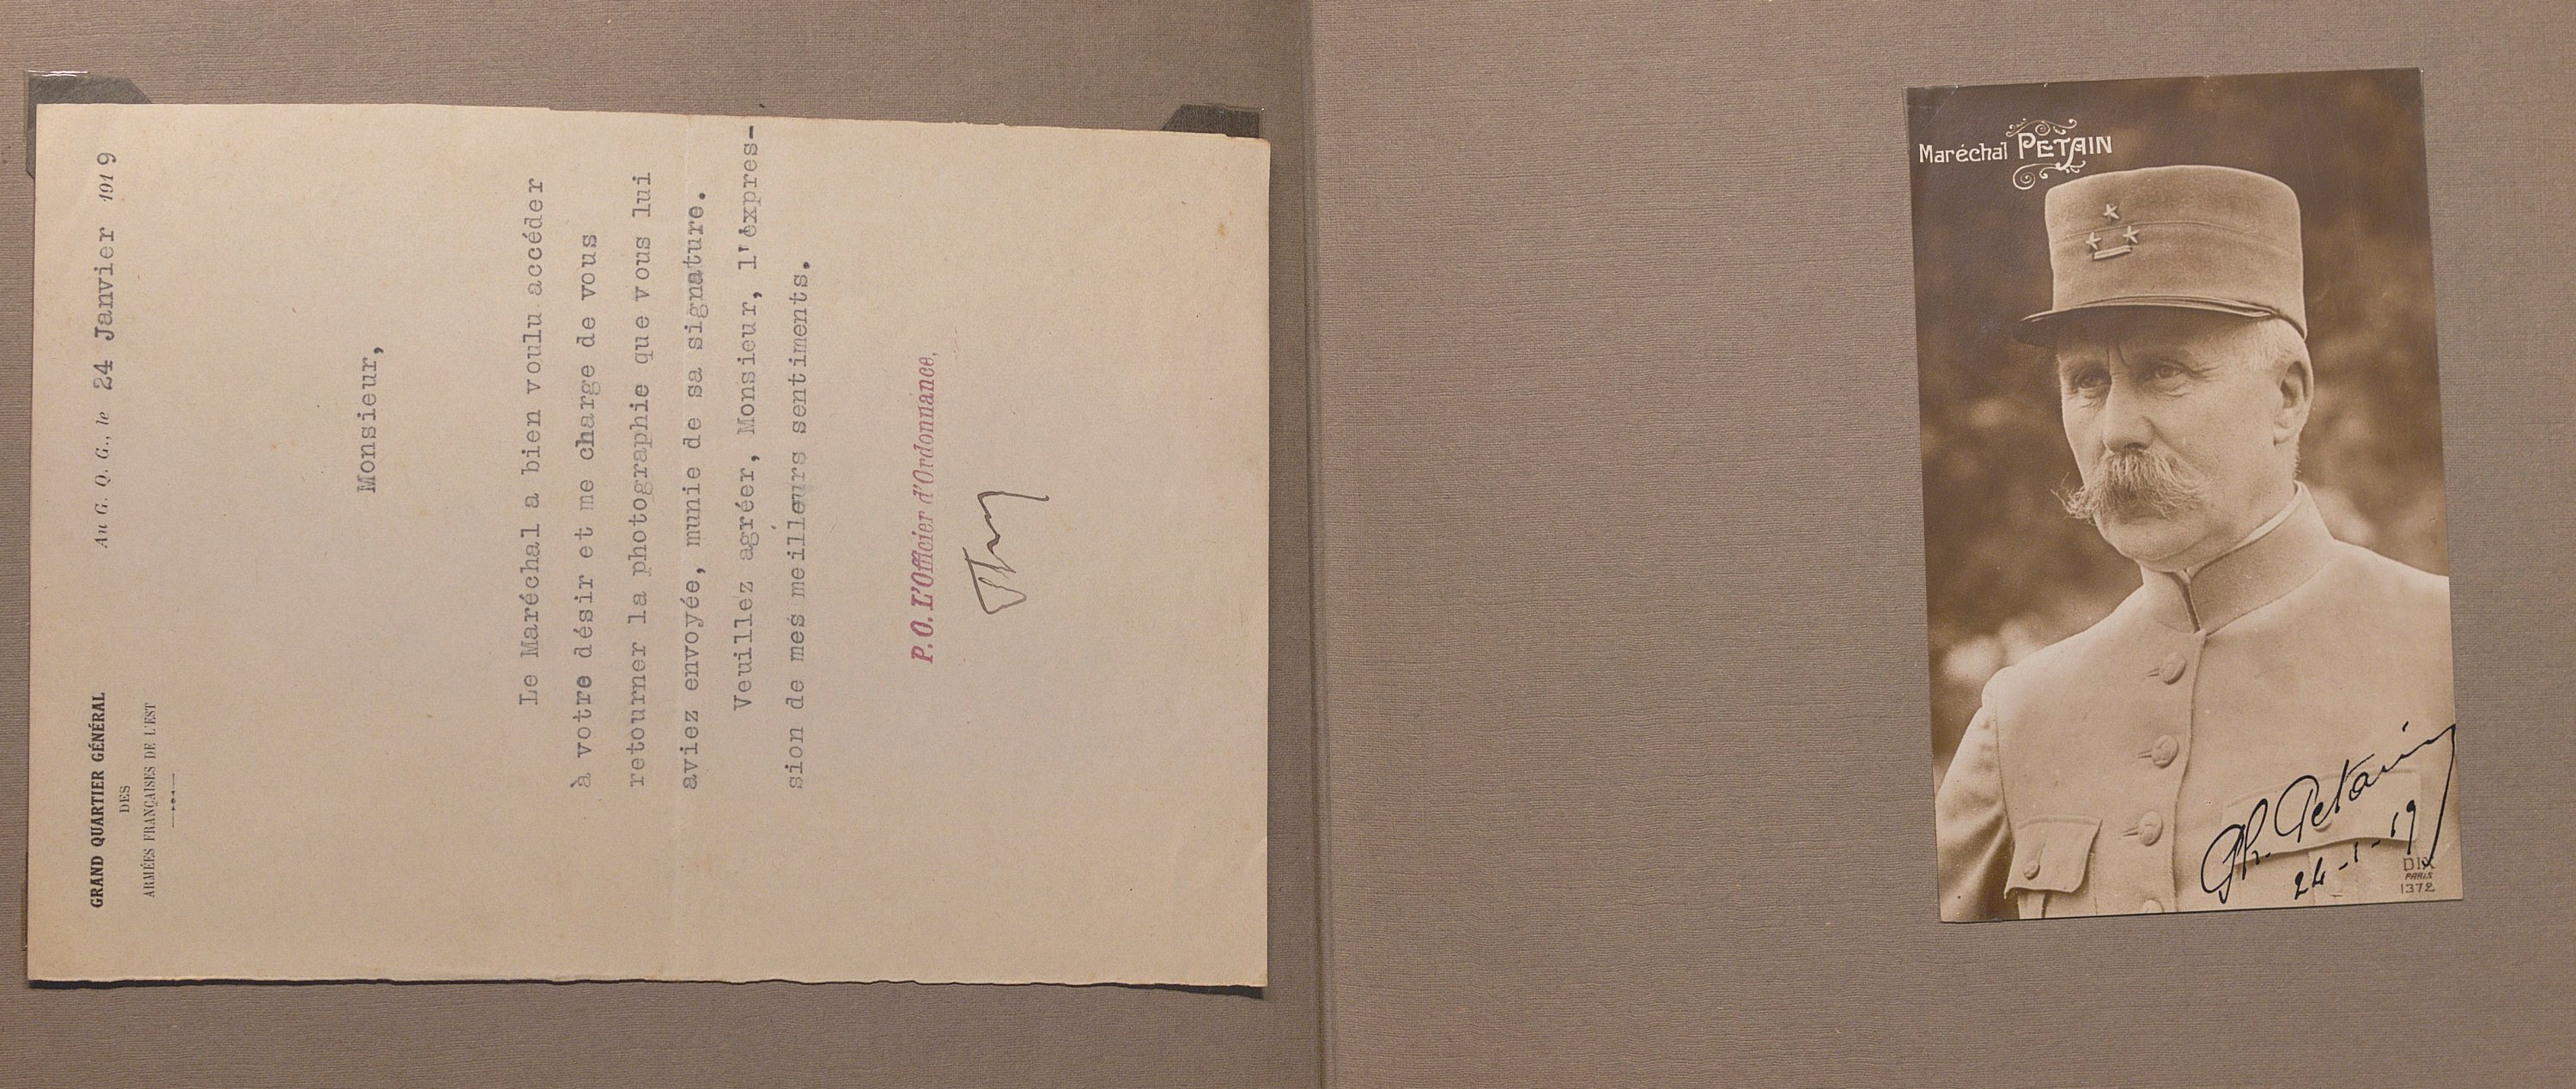 GRAND QUARTIER GÉNÉRAL
DES
ARMÉES FRANÇAISES DE L'EST
Au G. Q. G., le 24 Janvier 1919
Monsieur,
Le Maréchal a bien voulu accéder
à votre désir et me charge de vous
retourner la photographie que vous lui
aviez envoyée, munie de sa signature.
Veuillez agréer, Monsieur, l'expres-
sion de mes meilleurs sentiments.
P. O. L'Officier d'Ordonnance,
Maréchal PETAIN
Ph. Petain
24-1-19
DIX
PARIS
1372